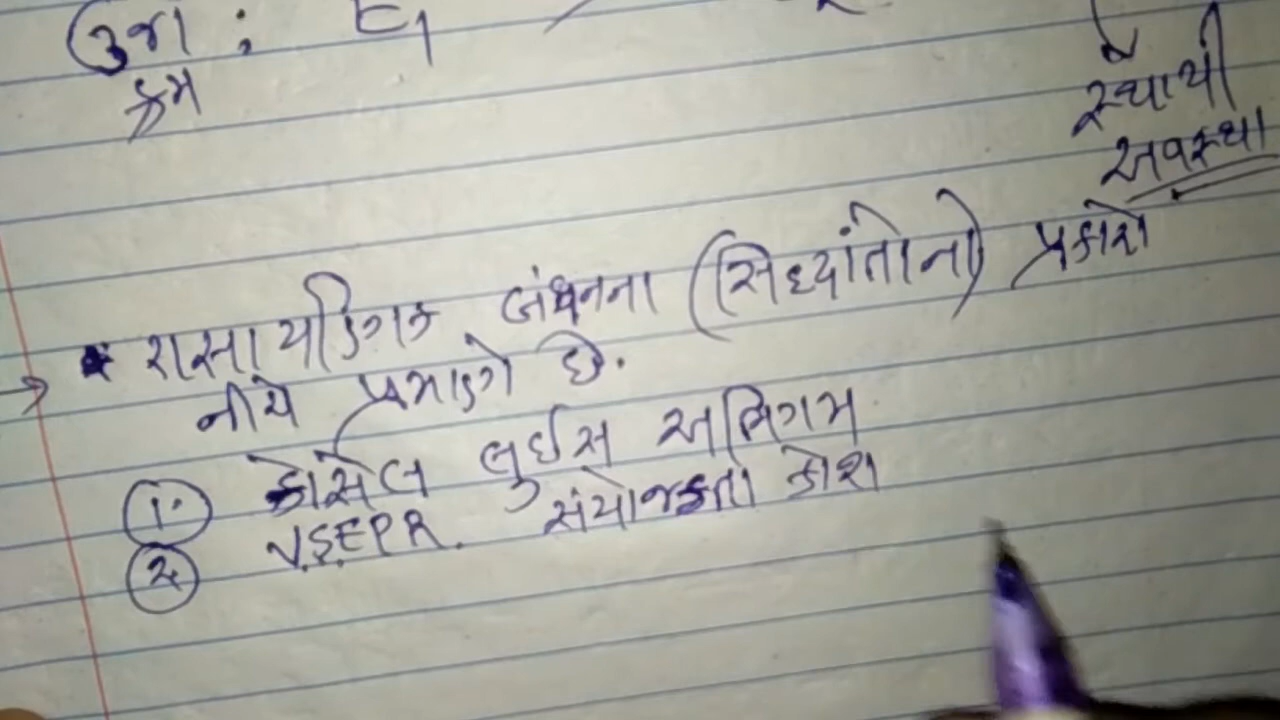 ઉર્જા : E1
ક્રમ
સ્થાયી
અવસ્થા
રાસાયણિક બંધનના (સિધ્ધાંતોનો) પ્રકારો
નીચે પ્રમાણે છે.
1. કોસેલ લુઈસ અભિગમ
2 V.S.E.P.R. સંયોજકતા કોશ